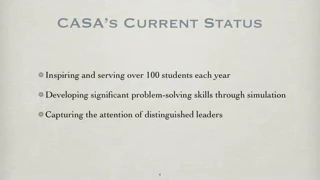 CASA's Current Status
Inspiring and serving over 100 students each year
Developing significant problem-solving skills through simulation
Capturing the attention of distinguished leaders